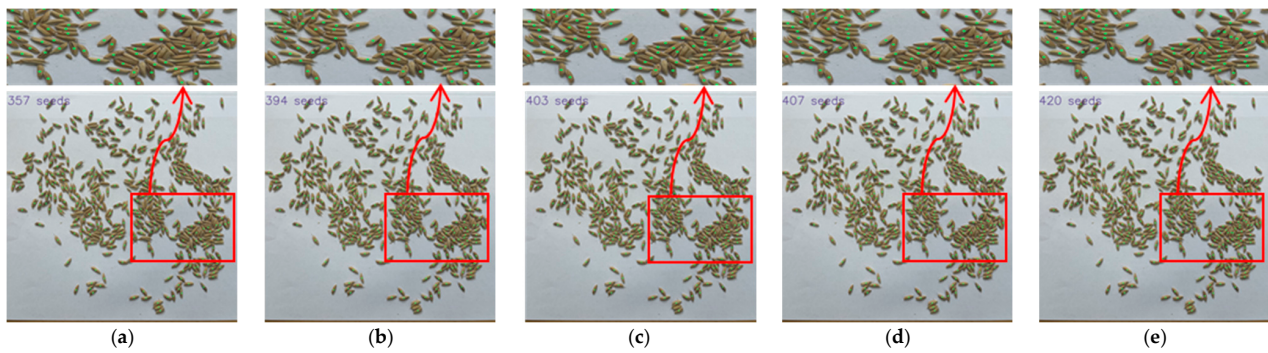 357 seeds
394 seeds
403 seeds
407 seeds
420 seeds
(a)
(b)
(c)
(d)
(e)